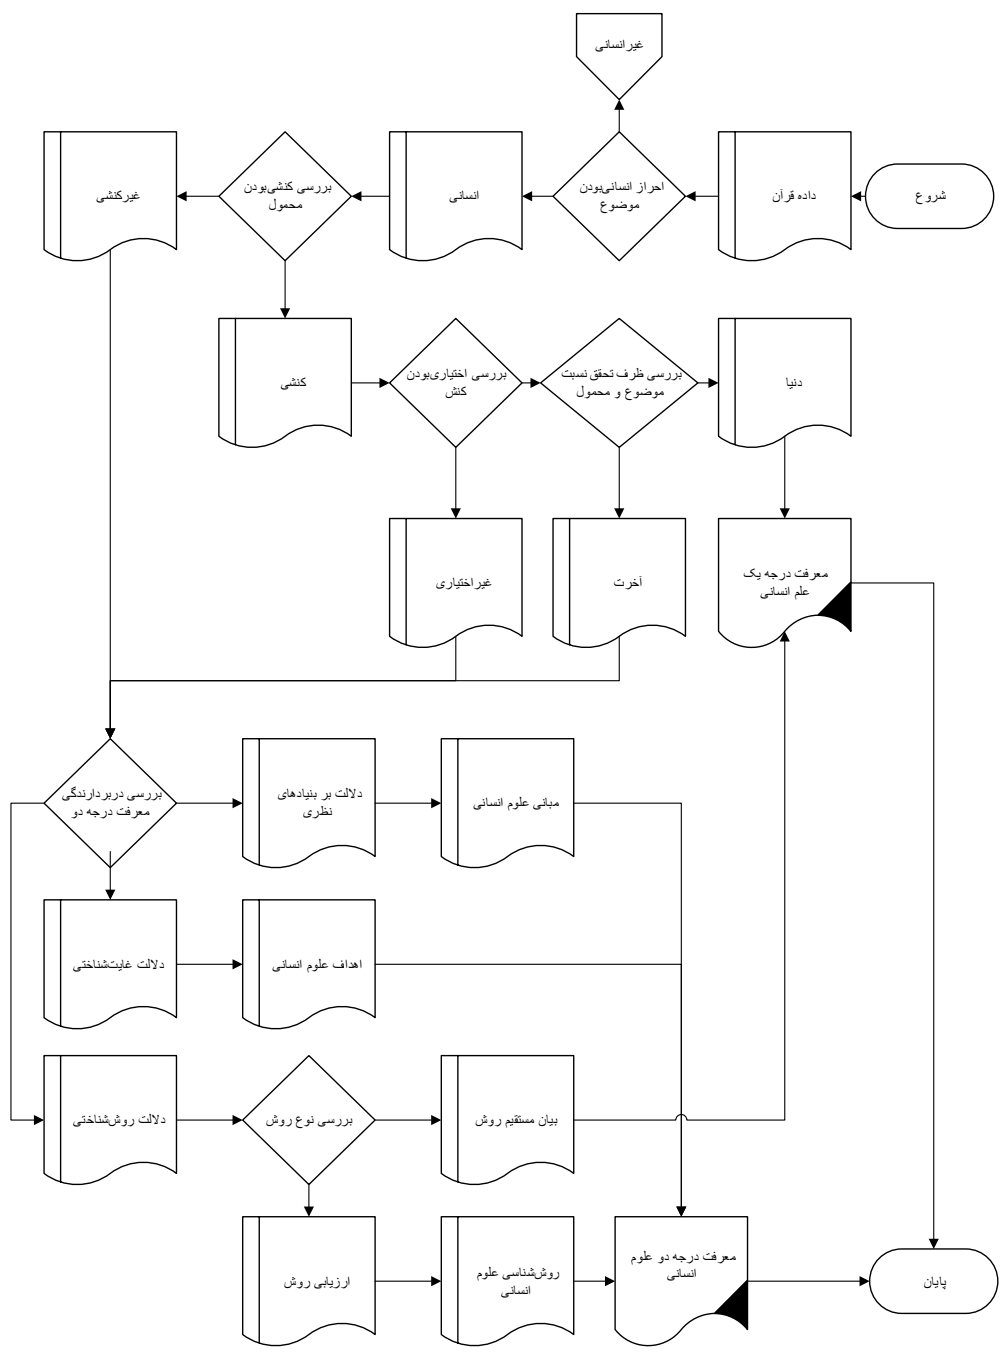 غیرانسانی
شروع
داده قرآن
احراز انسانی‌بودن
موضوع
انسانی
بررسی کنشی‌بودن
محمول
غیرکنشی
کنشی
بررسی اختیاری‌بودن
کنش
بررسی ظرف تحقق نسبت
موضوع و محمول
دنیا
غیراختیاری
آخرت
معرفت درجه یک
علم انسانی
بررسی دربردارندگی
معرفت درجه دو
دلالت بر بنیادهای
نظری
مبانی علوم انسانی
دلالت غایت‌شناختی
اهداف علوم انسانی
دلالت روش‌شناختی
بررسی نوع روش
بیان مستقیم روش
ارزیابی روش
روش‌شناسی علوم
انسانی
معرفت درجه دو علوم
انسانی
پایان